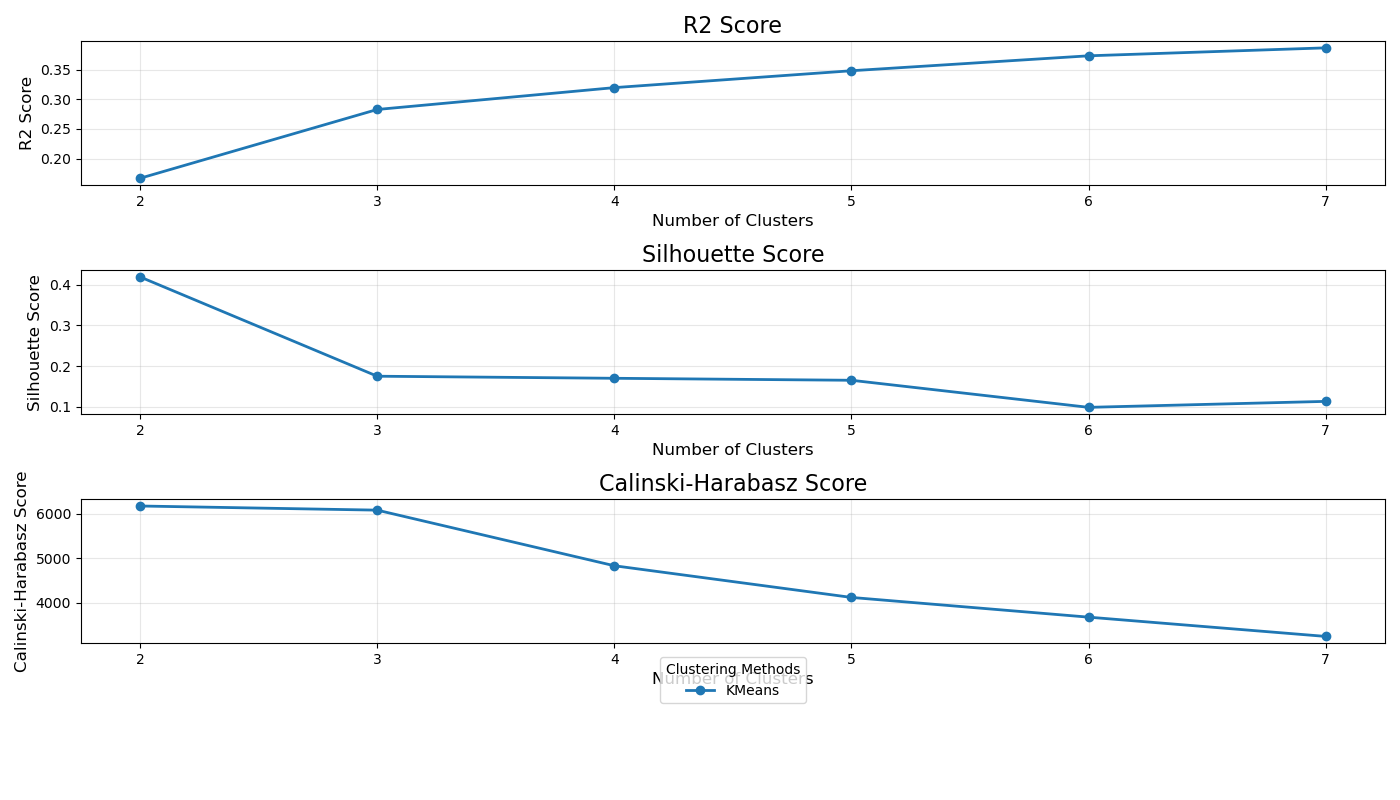 R2 Score
R2 Score
0.35
0.30
0.25
0.20
2 3 4 5 6 7
Number of Clusters
Silhouette Score
Silhouette Score
0.4
0.3
0.2
0.1
2 3 4 5 6 7
Number of Clusters
Calinski-Harabasz Score
Calinski-Harabasz Score
6000
5000
4000
2 3 4 5 6 7
Number of Clusters
Clustering Methods
KMeans